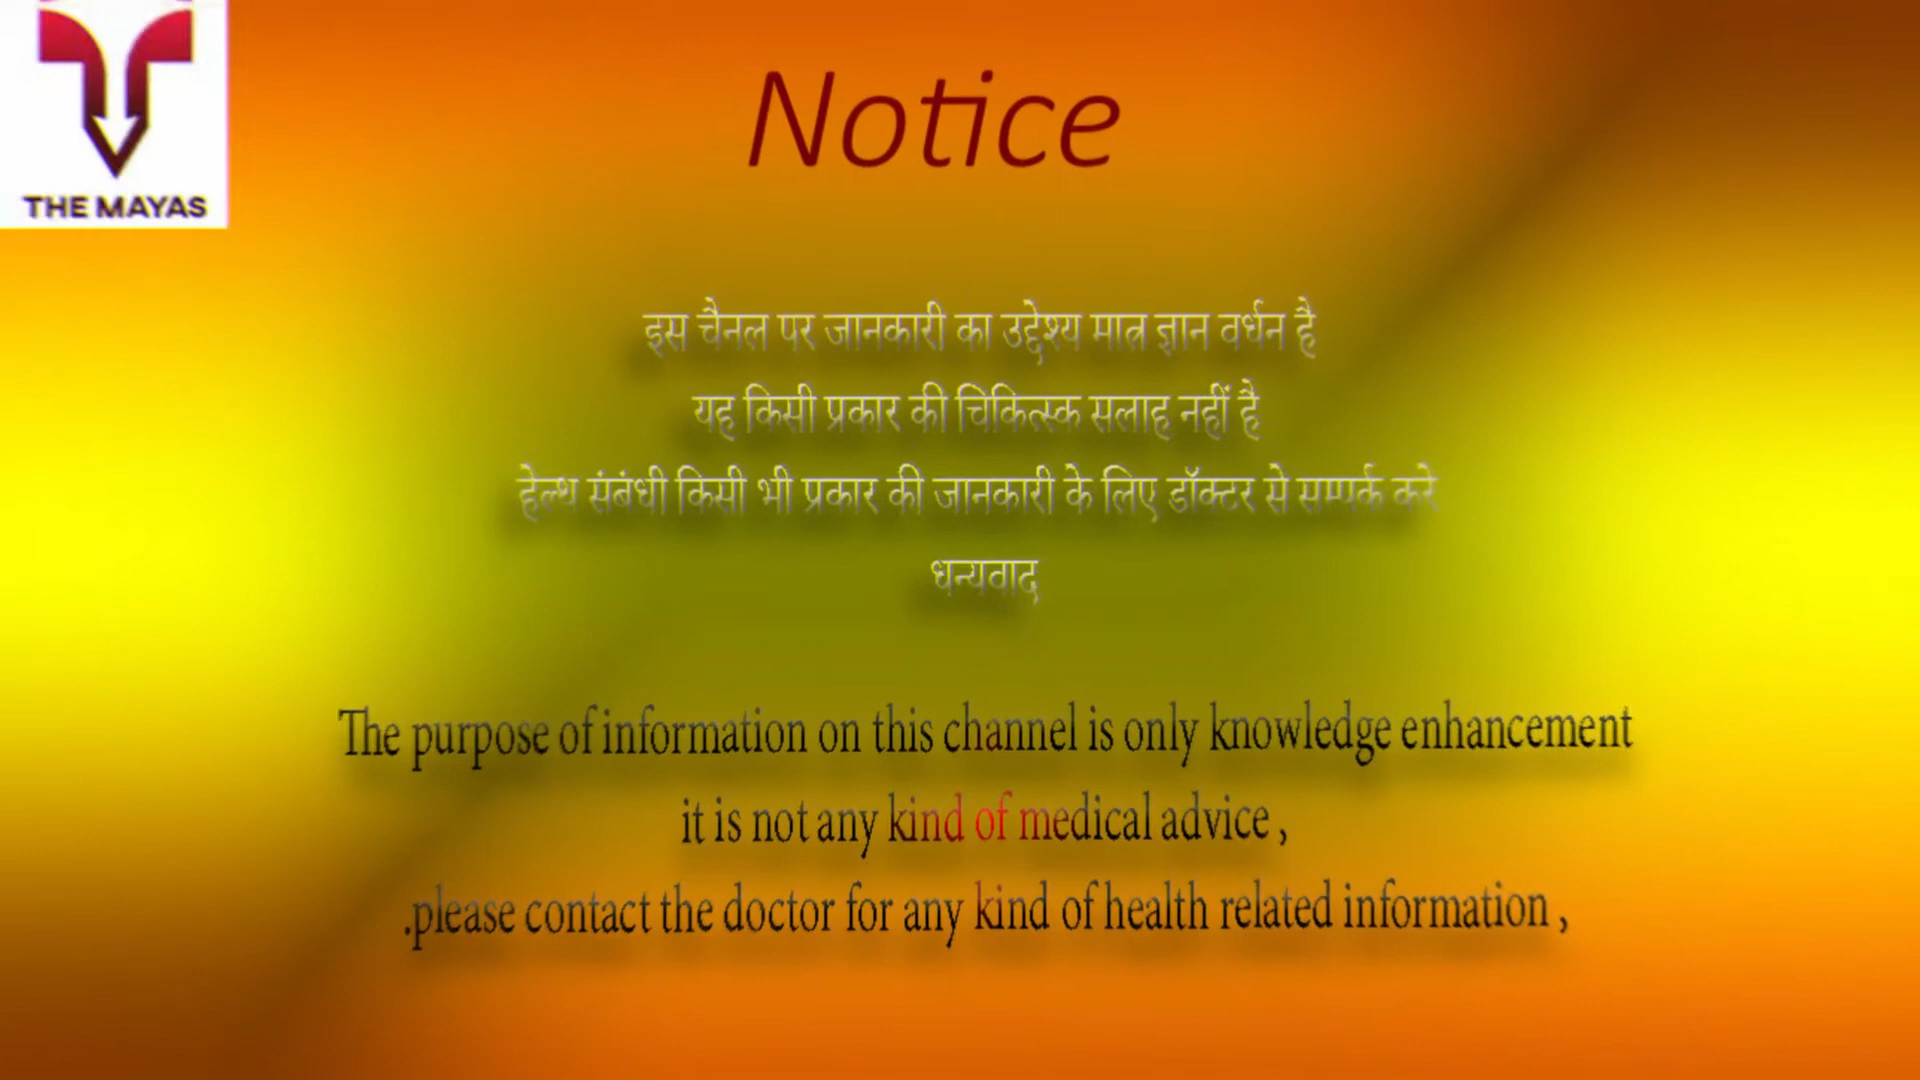 THE MAYAS
Notice
इस चैनल पर जानकारी का उद्देश्य मात्र ज्ञान वर्धन है
यह किसी प्रकार की चिकित्स्क सलाह नहीं है
हेल्थ संबंधी किसी भी प्रकार की जानकारी के लिए डॉक्टर से सम्पर्क करे
धन्यवाद
The purpose of information on this channel is only knowledge enhancement
it is not any kind of medical advice ,
.please contact the doctor for any kind of health related information ,